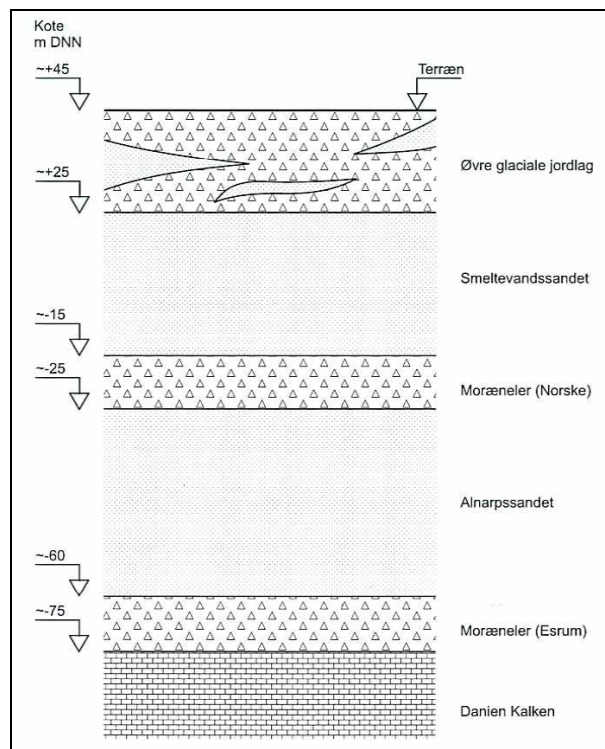 Kote
m DNN
~+45
Terræn
Øvre glaciale jordlag
~+25
Smeltevandssandet
~-15
~-25
Moræneler (Norske)
Alnarpssandet
~-60
~-75
Moræneler (Esrum)
Danien Kalken